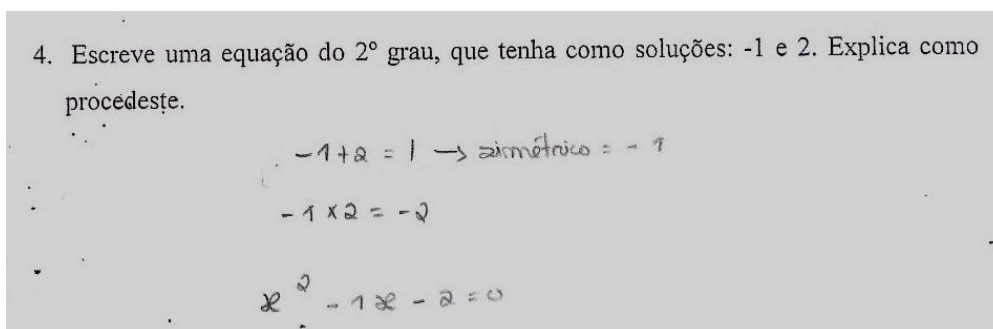 4. Escreve uma equação do 2º grau, que tenha como soluções: -1 e 2. Explica como
procedeste.
-1+2 = 1 → simétrico = -1
-1 x 2 = -2
x² - 1x - 2 = 0